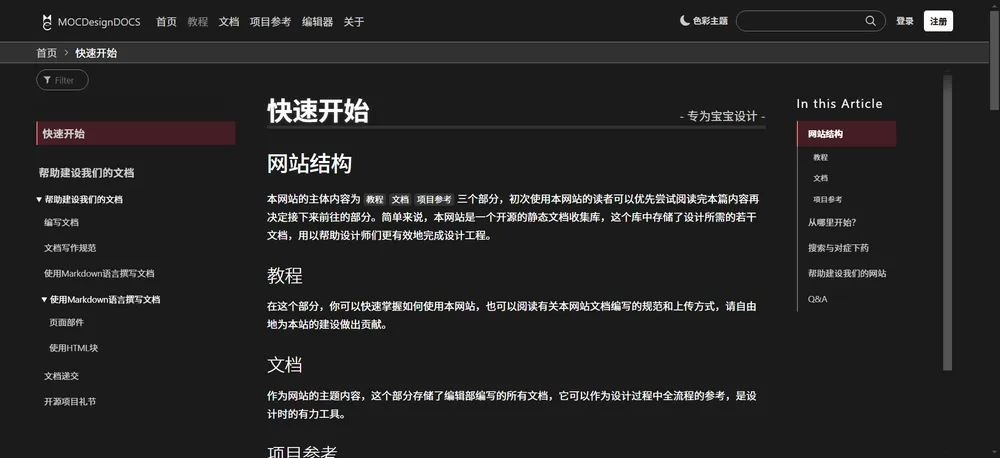 MOCDesignDOCS 首页 教程 文档 项目参考 编辑器 关于 色彩主题 登录 注册
首页 > 快速开始
Filter
快速开始
帮助建设我们的文档
帮助建设我们的文档
编写文档
文档写作规范
使用Markdown语言撰写文档
使用Markdown语言撰写文档
页面部件
使用HTML块
文档递交
开源项目礼节
快速开始
- 专为宝宝设计 -
网站结构
本网站的主体内容为 教程 文档 项目参考 三个部分，初次使用本网站的读者可以优先尝试阅读完本篇内容再
决定接下来前往的部分。简单来说，本网站是一个开源的静态文档收集库，这个库中存储了设计所需的若干
文档，用以帮助设计师们更有效地完成设计工程。
教程
在这个部分，你可以快速掌握如何使用本网站，也可以阅读有关本网站文档编写的规范和上传方式，请自由
地为本站的建设做出贡献。
文档
作为网站的主题内容，这个部分存储了编辑部编写的所有文档，它可以作为设计过程中全流程的参考，是设
计时的有力工具。
项目参考
In this Article
网站结构
教程
文档
项目参考
从哪里开始?
搜索与对症下药
帮助建设我们的网站
Q&A